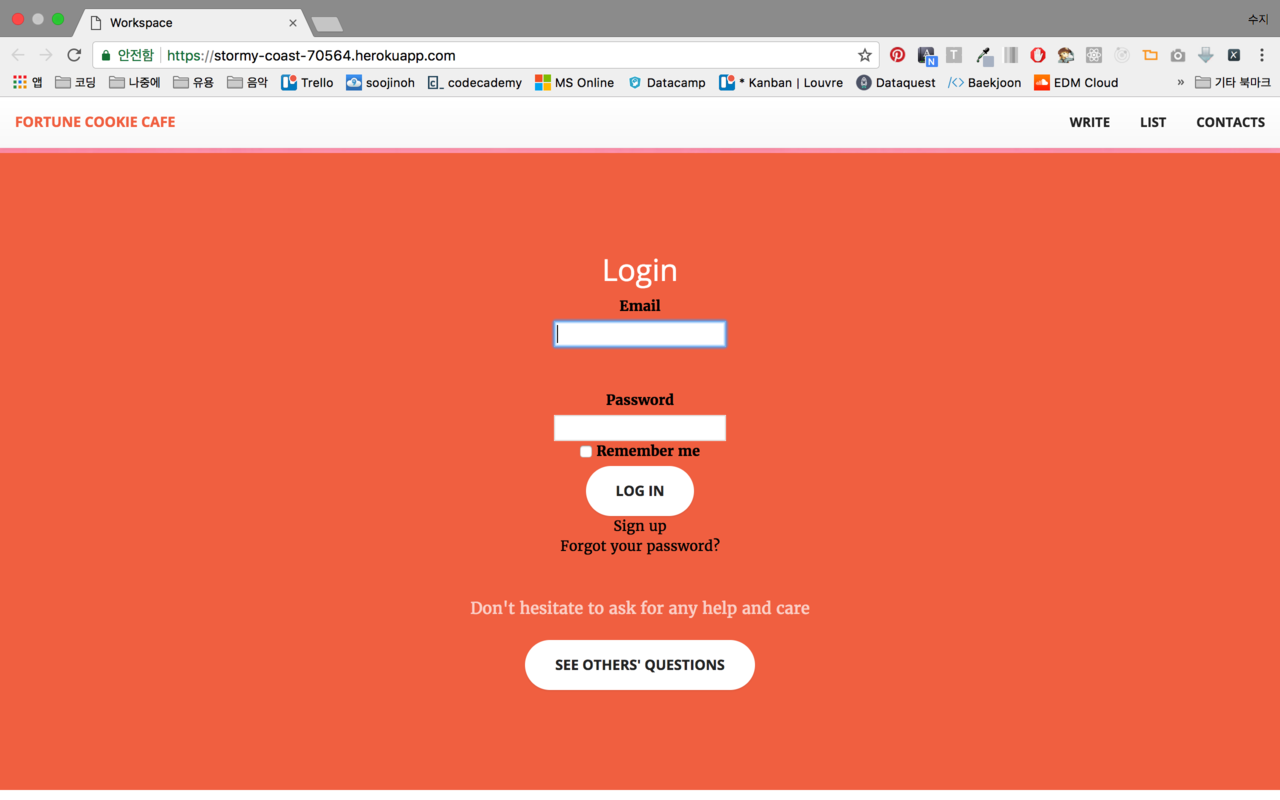 Workspace
수지
안전함 https://stormy-coast-70564.herokuapp.com
앱 코딩 나중에 유용 음악 Trello soojinoh codecademy MS Online Datacamp * Kanban | Louvre Dataquest Baekjoon EDM Cloud » 기타 북마크
FORTUNE COOKIE CAFE WRITE LIST CONTACTS
Login
Email
Password
Remember me
LOG IN
Sign up
Forgot your password?
Don't hesitate to ask for any help and care
SEE OTHERS' QUESTIONS